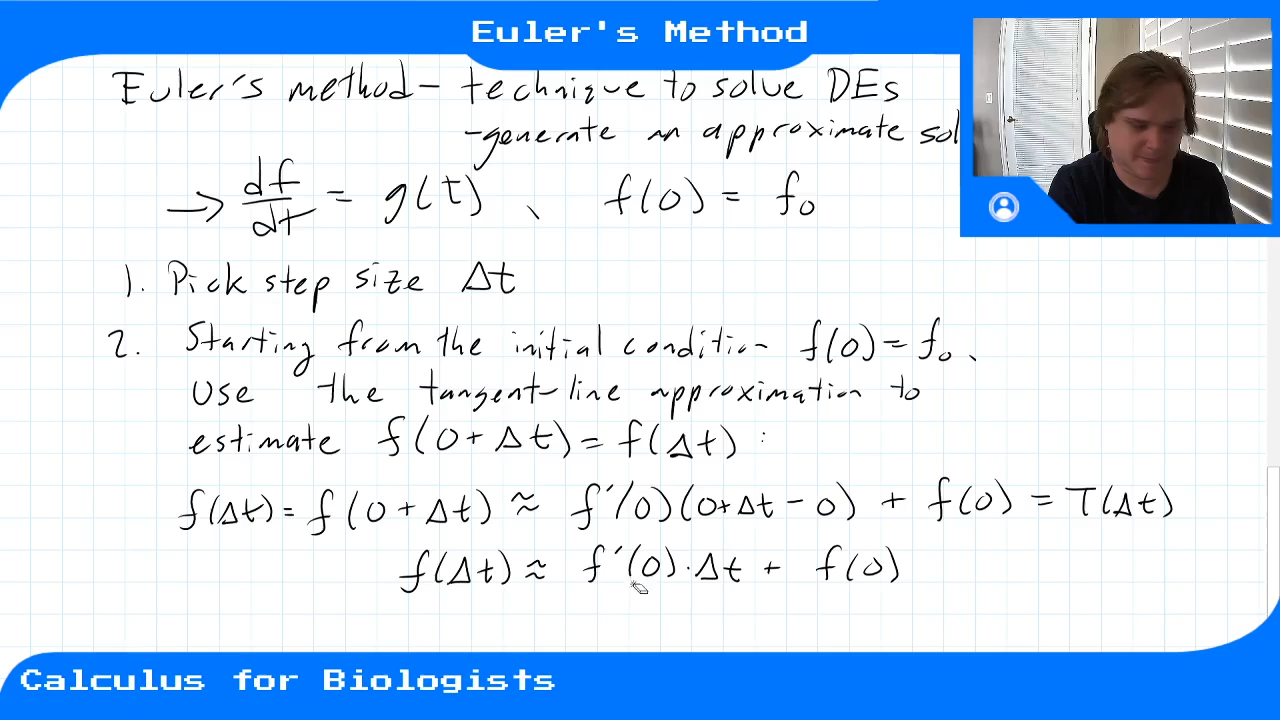 Euler's Method
Euler's method - technique to solve DEs
- generate an approximate sol
→ df/dt = g(t), f(0) = f₀
1. Pick step size Δt
2. Starting from the initial condition f(0) = f₀,
Use the tangent-line approximation to
estimate f(0+Δt) = f(Δt):
f(Δt) = f(0+Δt) ≈ f'(0)(0+Δt-0) + f(0) = T(Δt)
f(Δt) ≈ f'(0)·Δt + f(0)
Calculus for Biologists